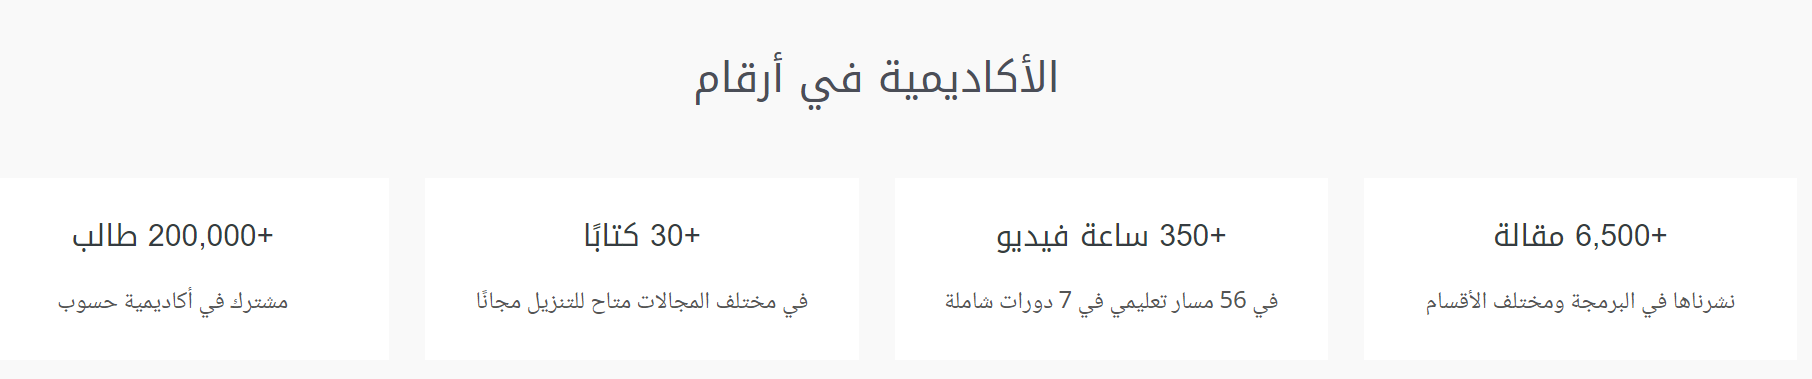 الأكاديمية في أرقام
+6,500 مقالة
نشرناها في البرمجة ومختلف الأقسام
+350 ساعة فيديو
في 56 مسار تعليمي في 7 دورات شاملة
+30 كتابًا
في مختلف المجالات متاح للتنزيل مجانًا
+200,000 طالب
مشترك في أكاديمية حسوب